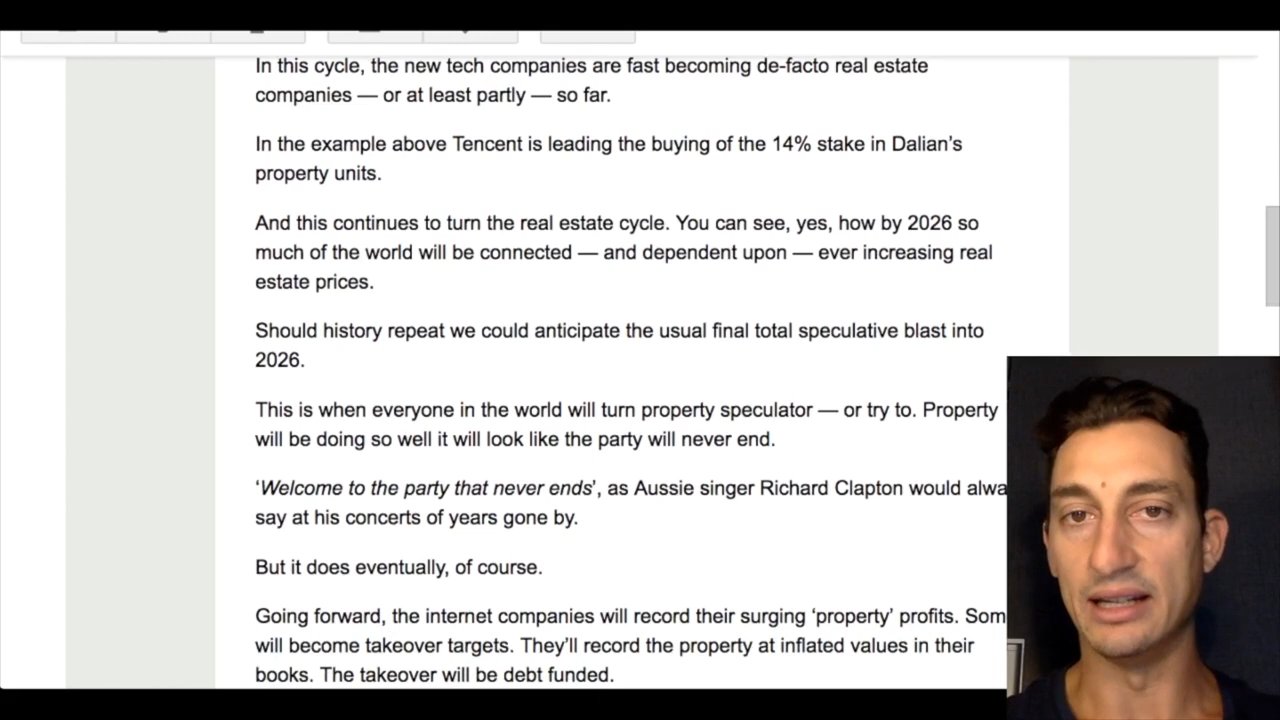 In this cycle, the new tech companies are fast becoming de-facto real estate
companies — or at least partly — so far.
In the example above Tencent is leading the buying of the 14% stake in Dalian’s
property units.
And this continues to turn the real estate cycle. You can see, yes, how by 2026 so
much of the world will be connected — and dependent upon — ever increasing real
estate prices.
Should history repeat we could anticipate the usual final total speculative blast into
2026.
This is when everyone in the world will turn property speculator — or try to. Property
will be doing so well it will look like the party will never end.
‘Welcome to the party that never ends’, as Aussie singer Richard Clapton would alwa
say at his concerts of years gone by.
But it does eventually, of course.
Going forward, the internet companies will record their surging ‘property’ profits. Som
will become takeover targets. They’ll record the property at inflated values in their
books. The takeover will be debt funded.